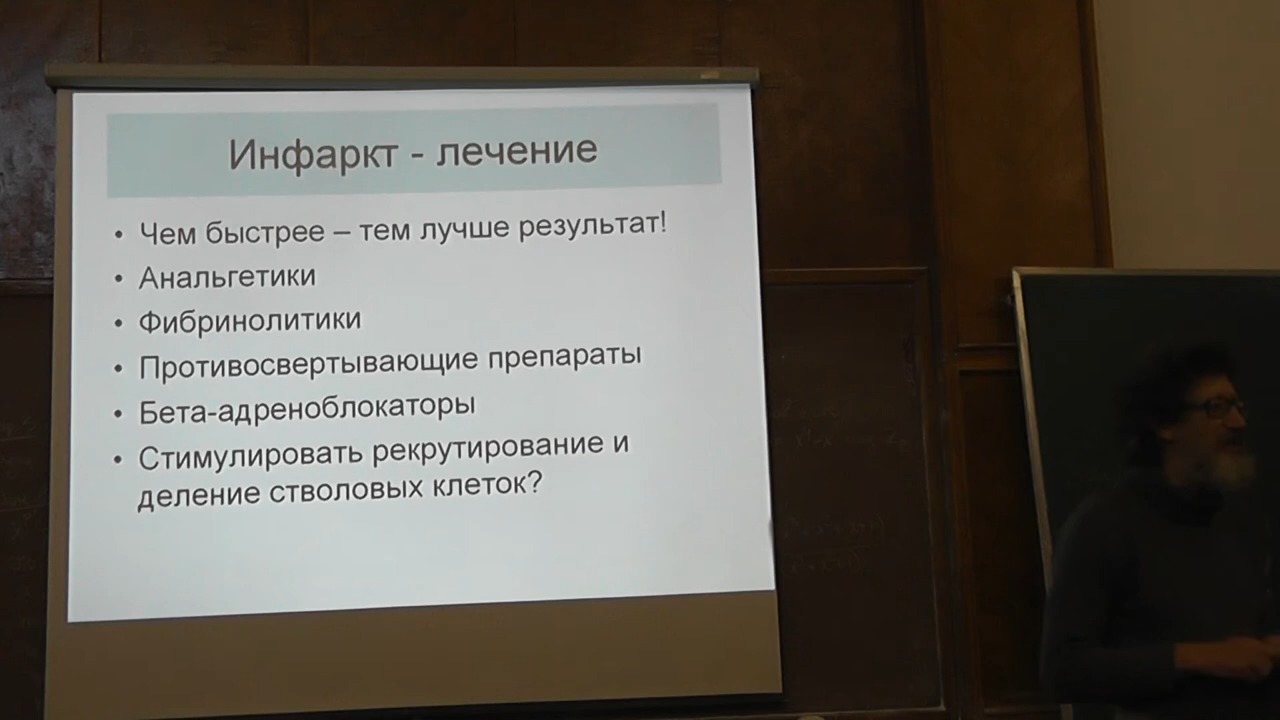 Инфаркт - лечение
• Чем быстрее – тем лучше результат!
• Анальгетики
• Фибринолитики
• Противосвертывающие препараты
• Бета-адреноблокаторы
• Стимулировать рекрутирование и
деление стволовых клеток?